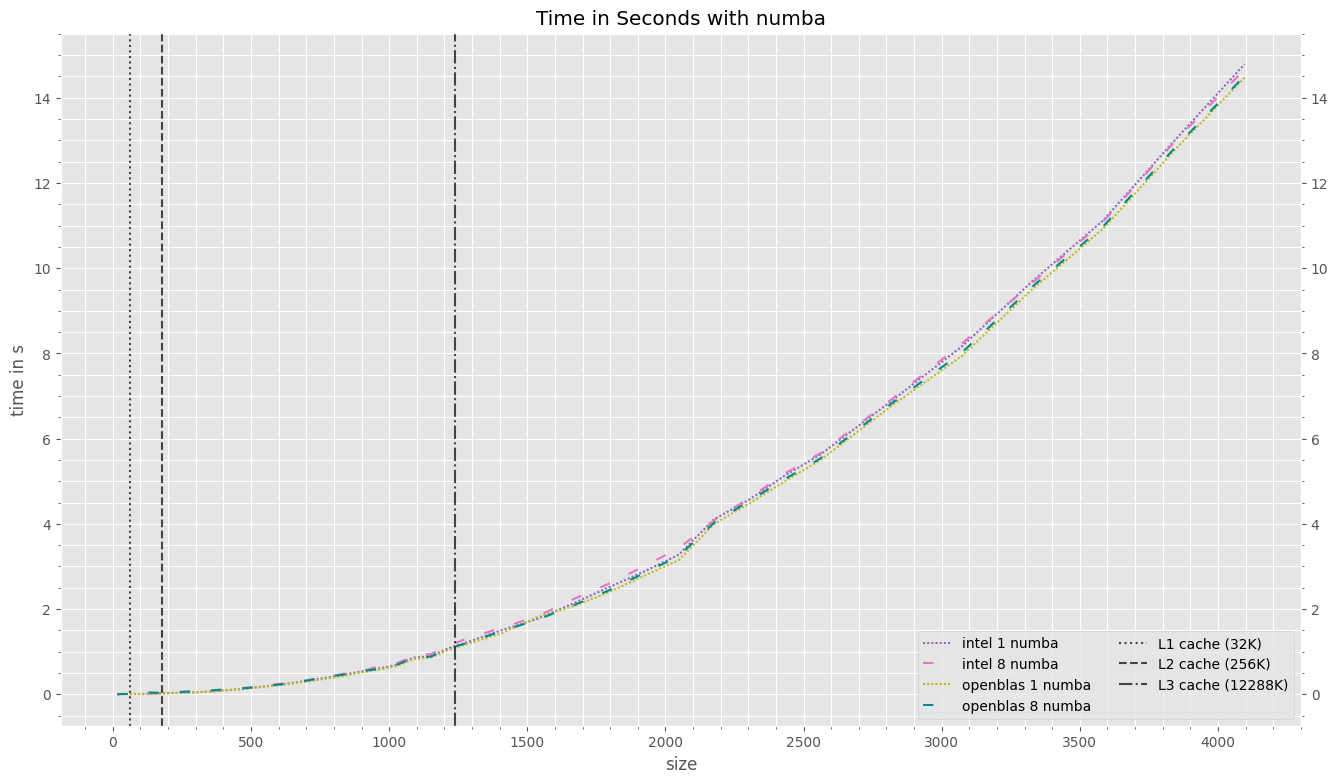 Time in Seconds with numba
time in s
14
12
10
8
6
4
2
0
14
12
10
8
6
4
2
0
intel 1 numba
intel 8 numba
openblas 1 numba
openblas 8 numba
L1 cache (32K)
L2 cache (256K)
L3 cache (12288K)
0 500 1000 1500 2000 2500 3000 3500 4000
size